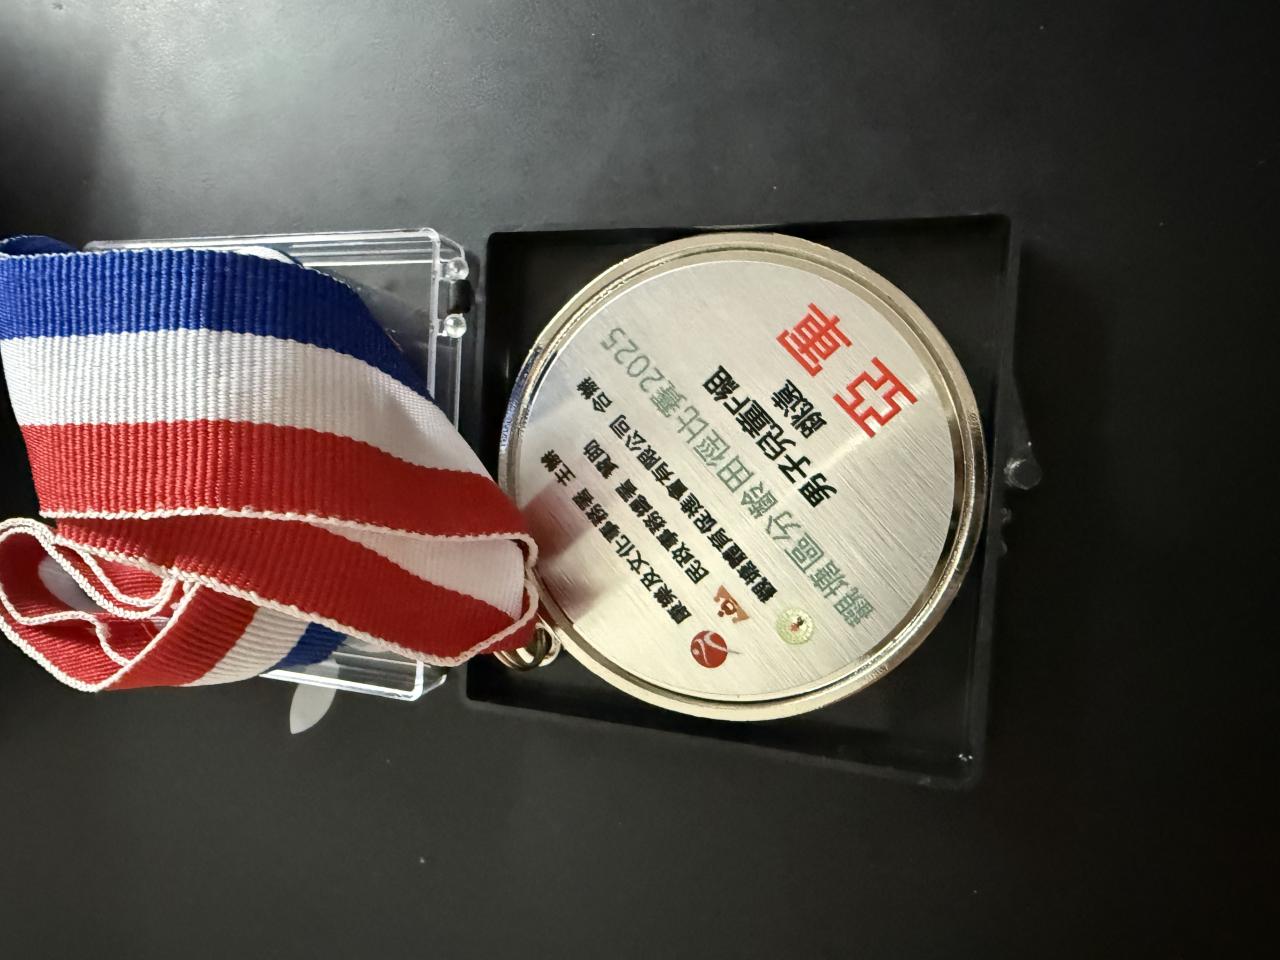 康樂及文化事務署 主辦
民政事務總署 資助
觀塘體育促進會有限公司 合辦
觀塘區分齡田徑比賽2025
男子兒童F組
跳遠
亞軍